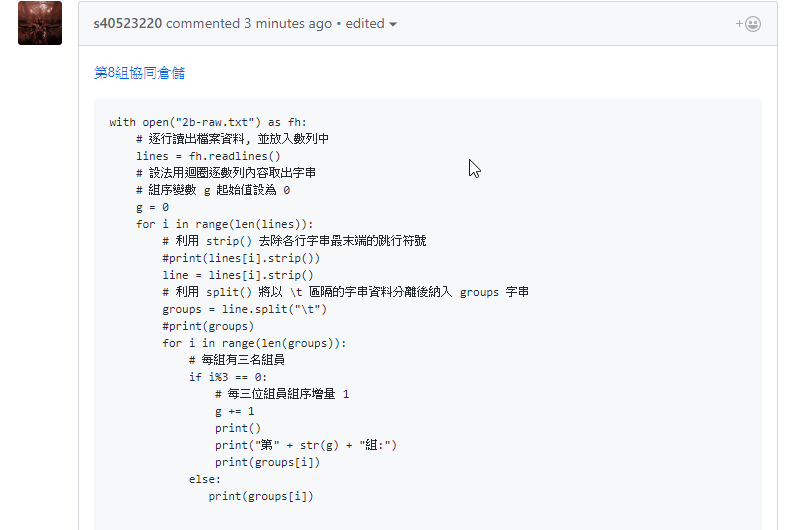 s40523220 commented 3 minutes ago • edited
第8組協同倉儲
with open("2b-raw.txt") as fh:
    # 逐行讀出檔案資料, 並放入數列中
    lines = fh.readlines()
    # 設法用迴圈逐數列內容取出字串
    # 組序變數 g 起始值設為 0
    g = 0
    for i in range(len(lines)):
        # 利用 strip() 去除各行字串最末端的跳行符號
        #print(lines[i].strip())
        line = lines[i].strip()
        # 利用 split() 將以 \t 區隔的字串資料分離後納入 groups 字串
        groups = line.split("\t")
        #print(groups)
        for i in range(len(groups)):
            # 每組有三名組員
            if i%3 == 0:
                # 每三位組員組序增量 1
                g += 1
                print()
                print("第" + str(g) + "組:")
                print(groups[i])
            else:
               print(groups[i])